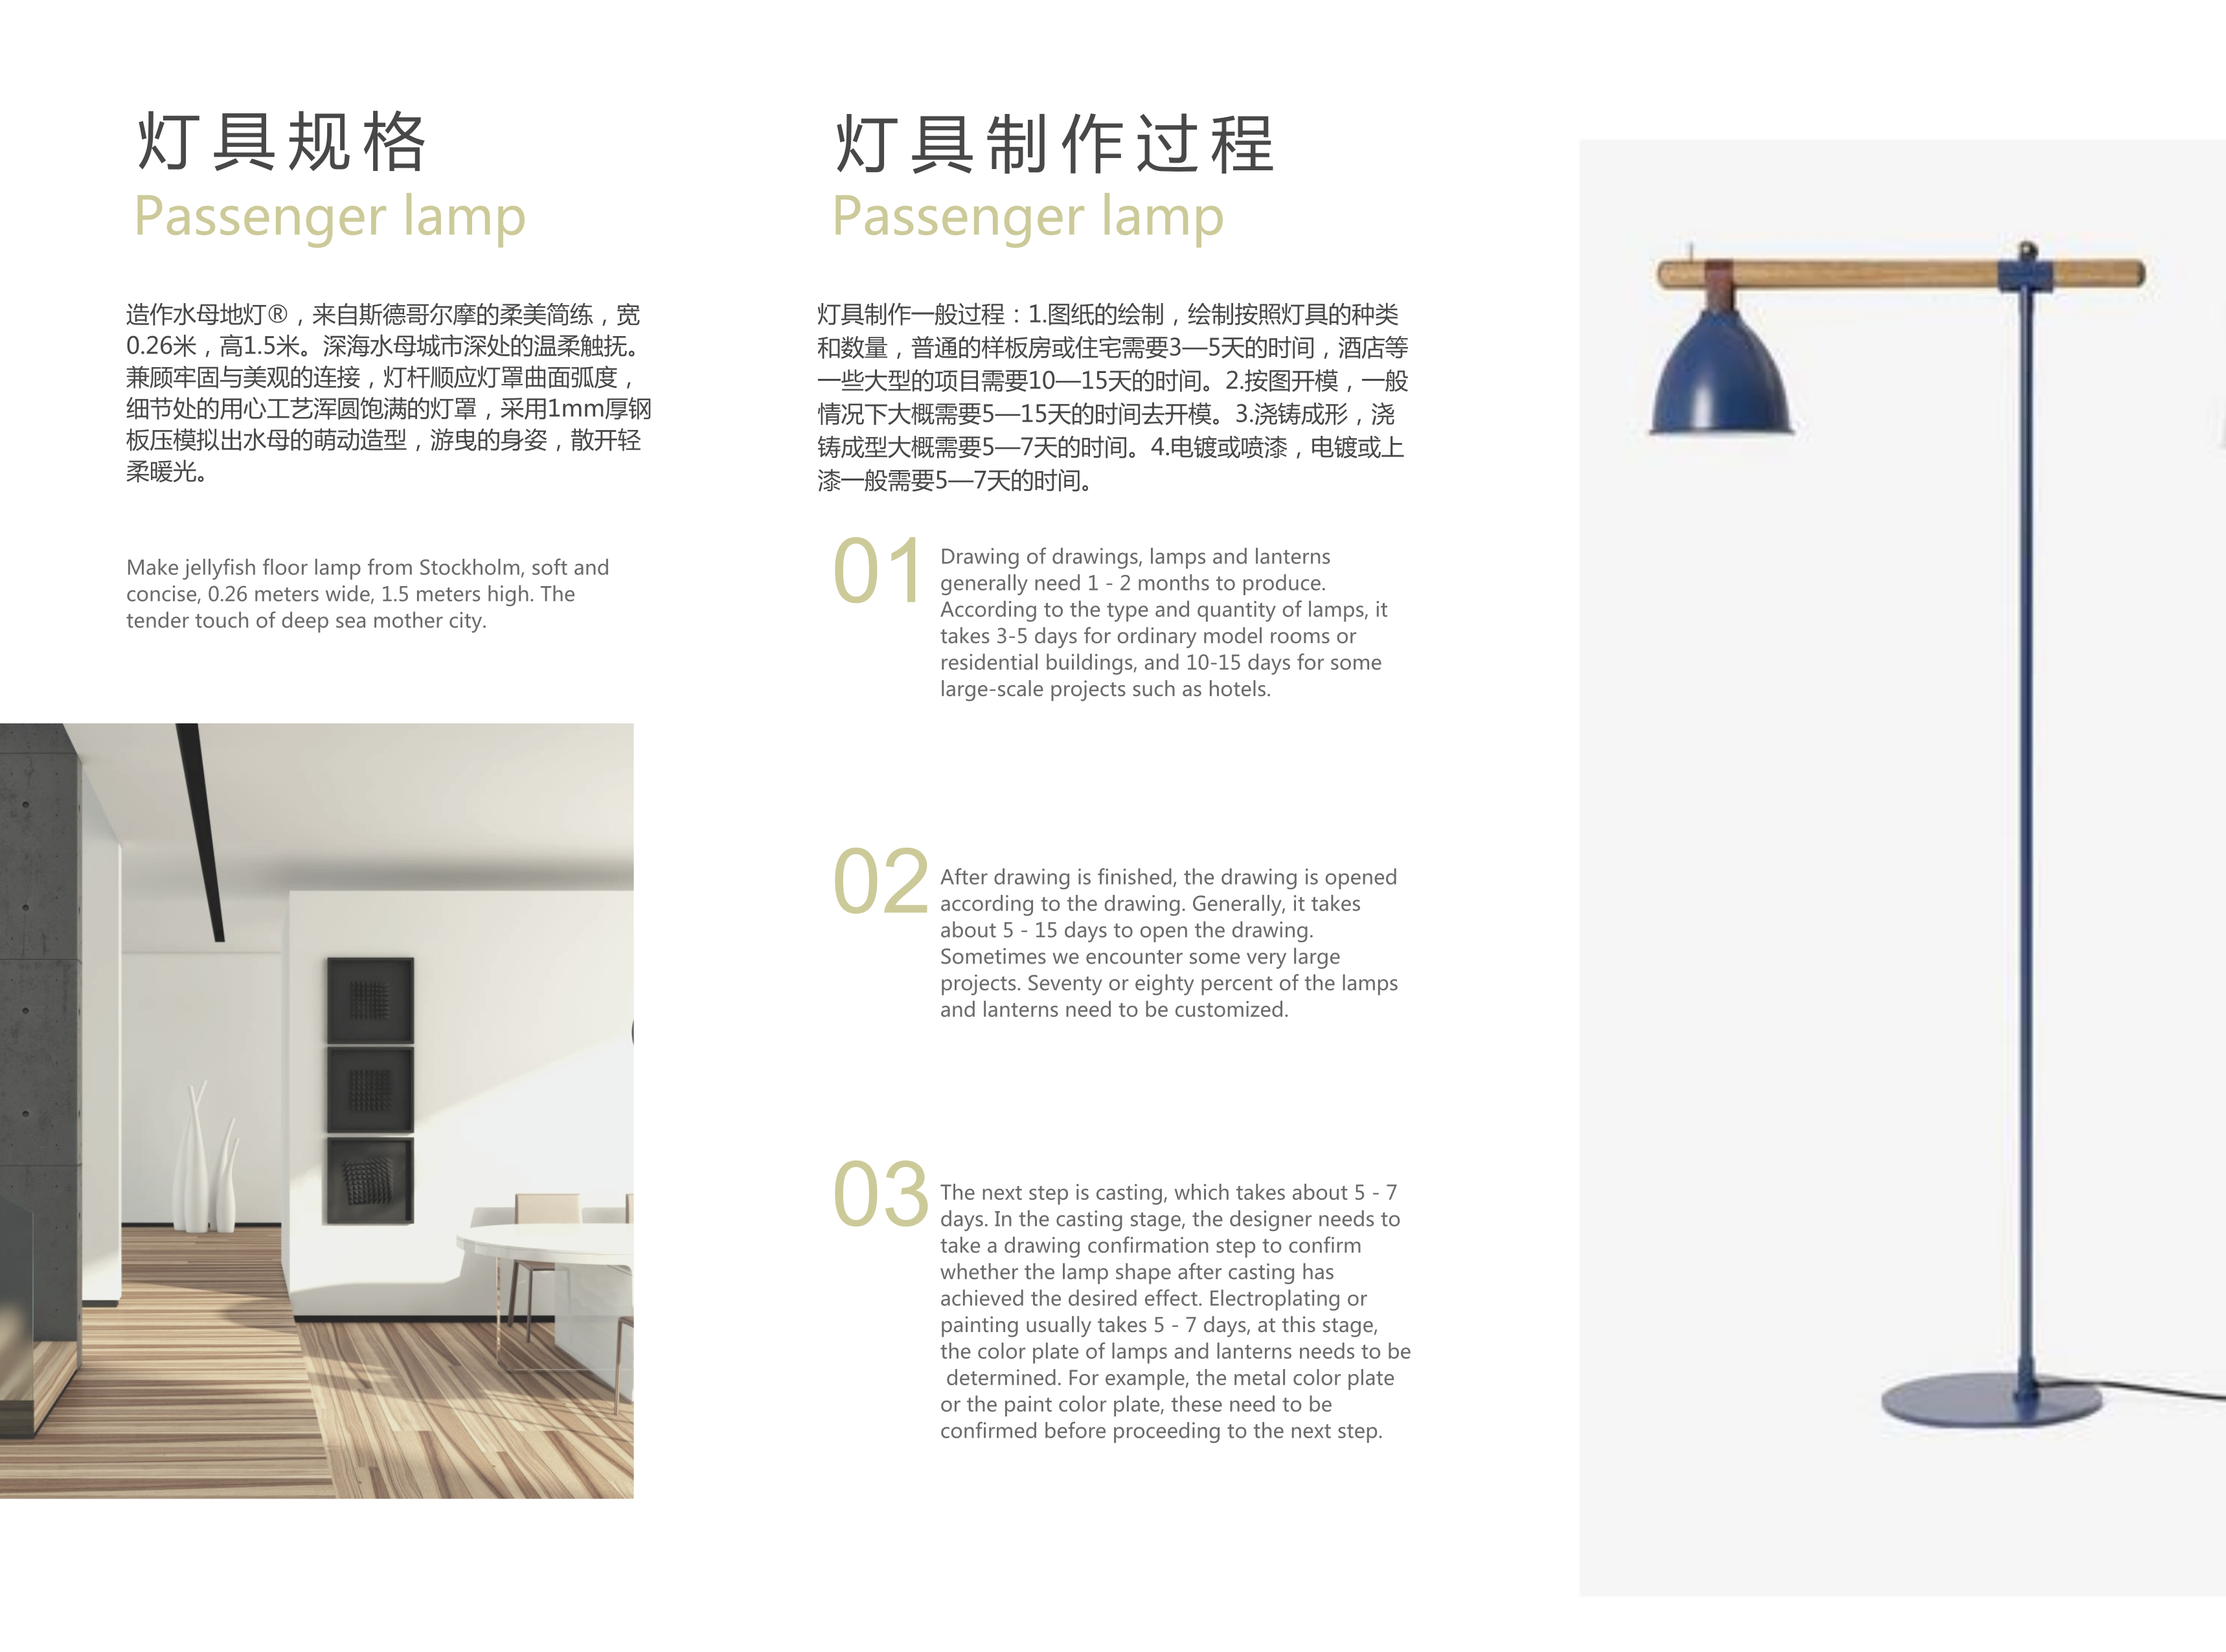 灯具规格
Passenger lamp
造作水母地灯®，来自斯德哥尔摩的柔美简练，宽
0.26米，高1.5米。深海水母城市深处的温柔触抚。
兼顾牢固与美观的连接，灯杆顺应灯罩曲面弧度，
细节处的用心工艺浑圆饱满的灯罩，采用1mm厚钢
板压模拟出水母的萌动造型，游曳的身姿，散开轻
柔暖光。
Make jellyfish floor lamp from Stockholm, soft and
concise, 0.26 meters wide, 1.5 meters high. The
tender touch of deep sea mother city.
灯具制作过程
Passenger lamp
灯具制作一般过程：1.图纸的绘制，绘制按照灯具的种类
和数量，普通的样板房或住宅需要3—5天的时间，酒店等
一些大型的项目需要10—15天的时间。2.按图开模，一般
情况下大概需要5—15天的时间去开模。3.浇铸成形，浇
铸成型大概需要5—7天的时间。4.电镀或喷漆，电镀或上
漆一般需要5—7天的时间。
01
Drawing of drawings, lamps and lanterns
generally need 1 - 2 months to produce.
According to the type and quantity of lamps, it
takes 3-5 days for ordinary model rooms or
residential buildings, and 10-15 days for some
large-scale projects such as hotels.
02
After drawing is finished, the drawing is opened
according to the drawing. Generally, it takes
about 5 - 15 days to open the drawing.
Sometimes we encounter some very large
projects. Seventy or eighty percent of the lamps
and lanterns need to be customized.
03
The next step is casting, which takes about 5 - 7
days. In the casting stage, the designer needs to
take a drawing confirmation step to confirm
whether the lamp shape after casting has
achieved the desired effect. Electroplating or
painting usually takes 5 - 7 days, at this stage,
the color plate of lamps and lanterns needs to be
determined. For example, the metal color plate
or the paint color plate, these need to be
confirmed before proceeding to the next step.